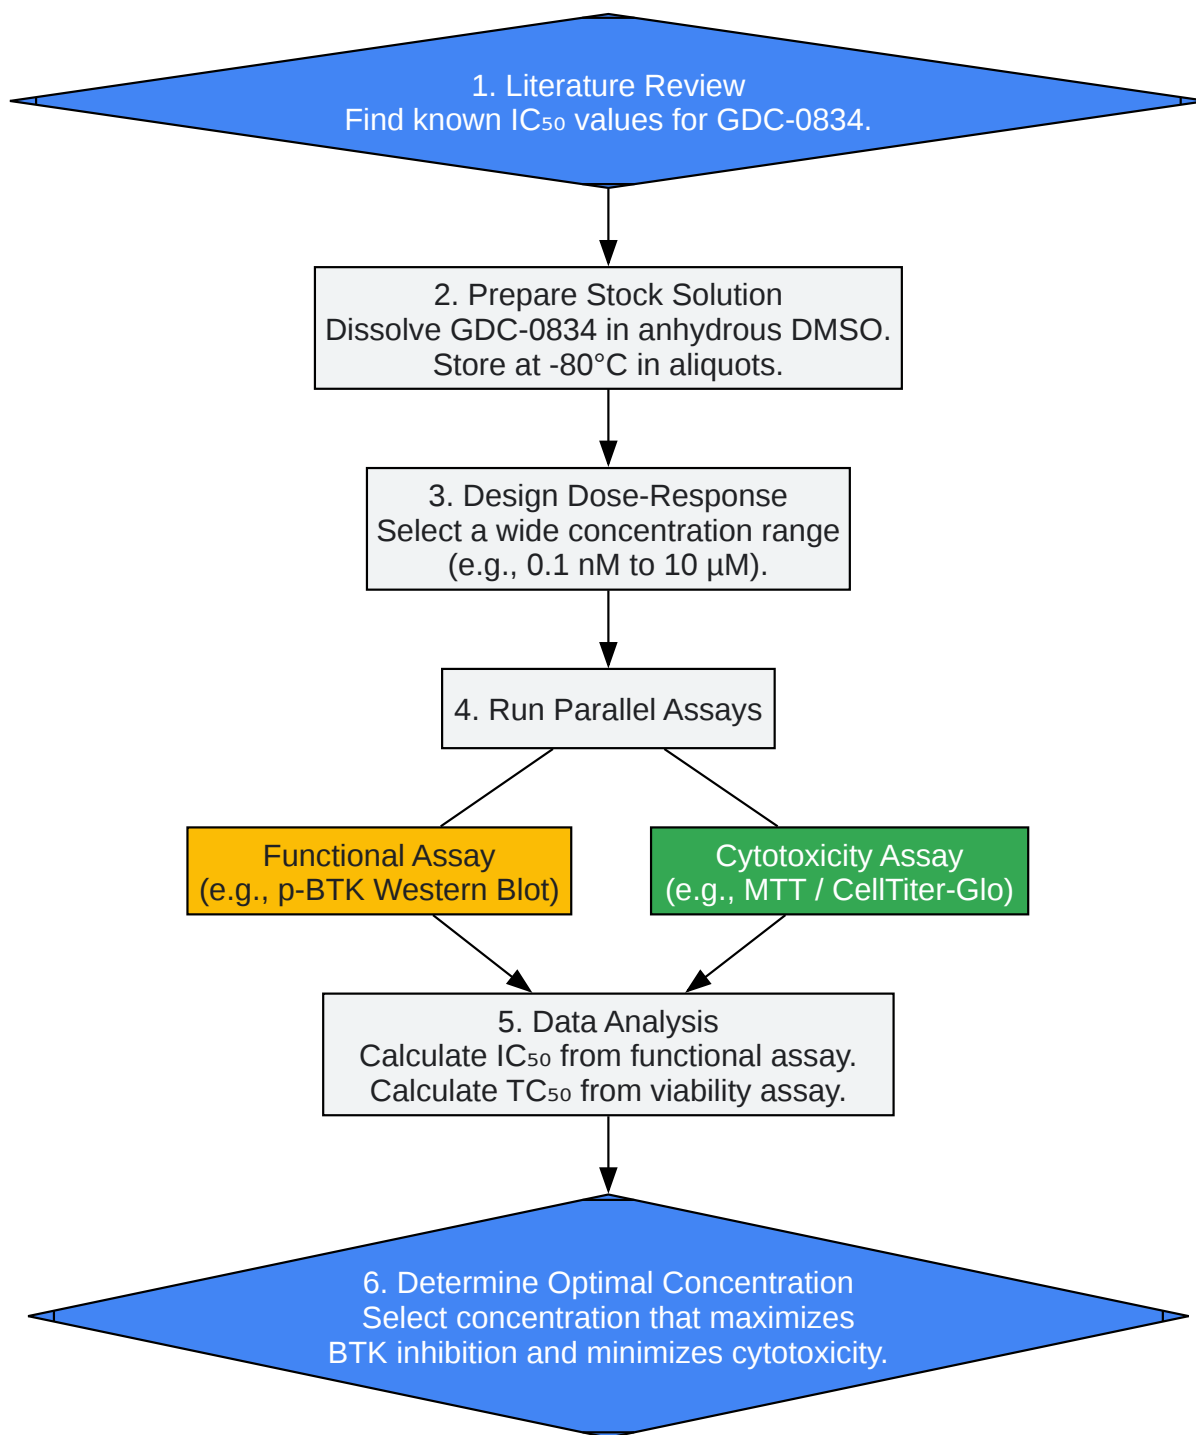 1. Literature Review
Find known IC₅₀ values for GDC-0834.
2. Prepare Stock Solution
Dissolve GDC-0834 in anhydrous DMSO.
Store at -80°C in aliquots.
3. Design Dose-Response
Select a wide concentration range
(e.g., 0.1 nM to 10 µM).
4. Run Parallel Assays
Functional Assay
(e.g., p-BTK Western Blot)
Cytotoxicity Assay
(e.g., MTT / CellTiter-Glo)
5. Data Analysis
Calculate IC₅₀ from functional assay.
Calculate TC₅₀ from viability assay.
6. Determine Optimal Concentration
Select concentration that maximizes
BTK inhibition and minimizes cytotoxicity.